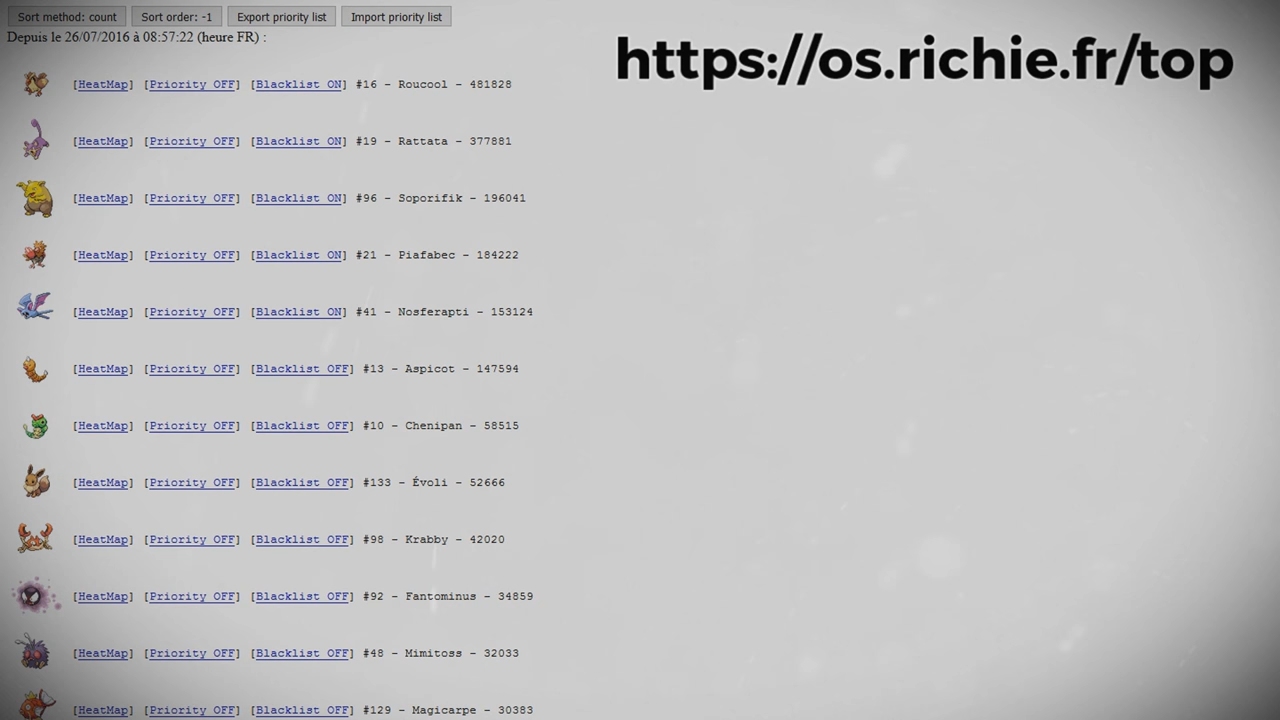 Sort method: count Sort order: -1 Export priority list Import priority list
Depuis le 26/07/2016 à 08:57:22 (heure FR) :
https://os.richie.fr/top
[HeatMap] [Priority OFF] [Blacklist ON] #16 - Roucool - 481828
[HeatMap] [Priority OFF] [Blacklist ON] #19 - Rattata - 377881
[HeatMap] [Priority OFF] [Blacklist ON] #96 - Soporifik - 196041
[HeatMap] [Priority OFF] [Blacklist ON] #21 - Piafabec - 184222
[HeatMap] [Priority OFF] [Blacklist ON] #41 - Nosferapti - 153124
[HeatMap] [Priority OFF] [Blacklist OFF] #13 - Aspicot - 147594
[HeatMap] [Priority OFF] [Blacklist OFF] #10 - Chenipan - 58515
[HeatMap] [Priority OFF] [Blacklist OFF] #133 - Évoli - 52666
[HeatMap] [Priority OFF] [Blacklist OFF] #98 - Krabby - 42020
[HeatMap] [Priority OFF] [Blacklist OFF] #92 - Fantominus - 34859
[HeatMap] [Priority OFF] [Blacklist OFF] #48 - Mimitoss - 32033
[HeatMap] [Priority OFF] [Blacklist OFF] #129 - Magicarpe - 30383